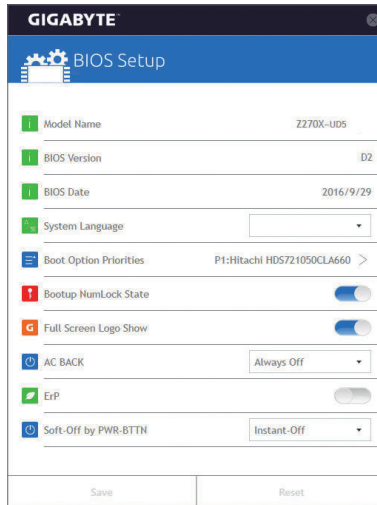 GIGABYTE™
BIOS Setup
Model Name Z270X-UD5
BIOS Version D2
BIOS Date 2016/9/29
System Language
Boot Option Priorities P1:Hitachi HDS721050CLA660 >
Bootup NumLock State
G Full Screen Logo Show
AC BACK Always Off
ErP
Soft-Off by PWR-BTTN Instant-Off
Save Reset